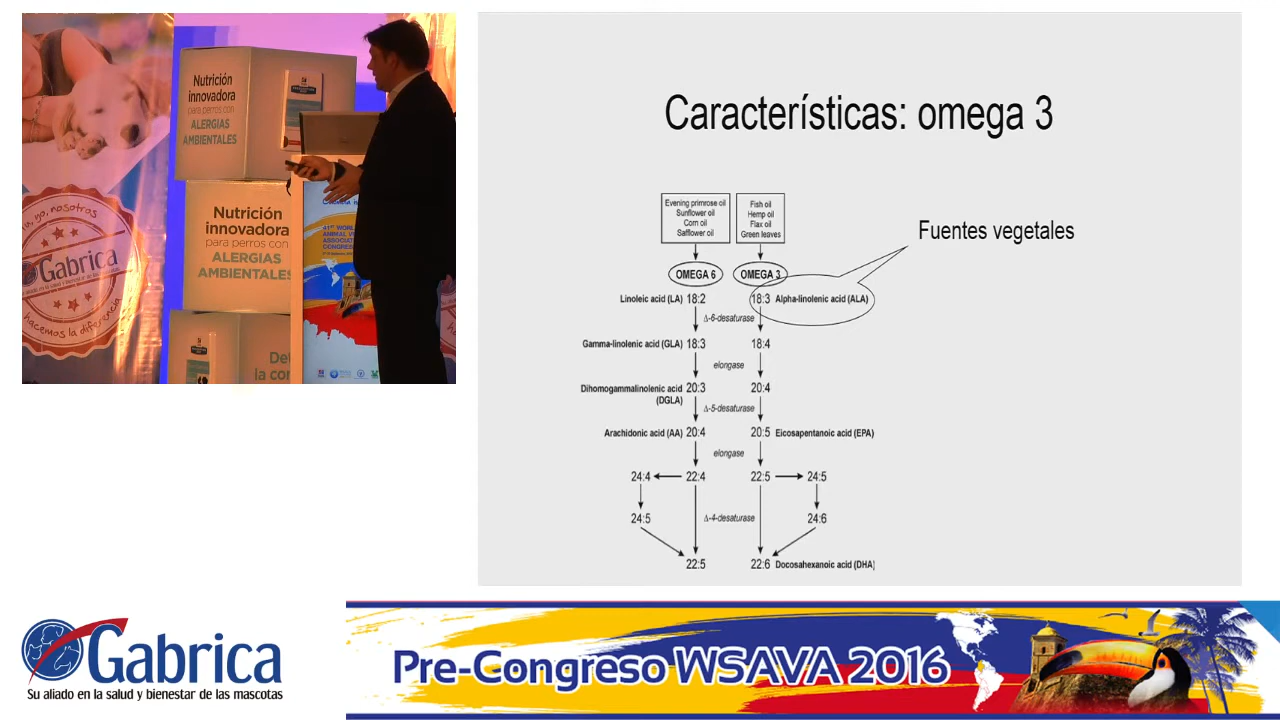 Nutrición
innovadora
para perros con
ALERGIAS
AMBIENTALES
Nutrición
innovadora
para perros con
ALERGIAS
AMBIENTALES
la con
nosotros
Gabrica
hacemos la diferencia
Características: omega 3
Evening primrose oil
Sunflower oil
Corn oil
Safflower oil
Fish oil
Hemp oil
Flax oil
Green leaves
Fuentes vegetales
OMEGA 6
OMEGA 3
Linoleic acid (LA) 18:2
18:3 Alpha-linolenic acid (ALA)
Δ-6-desaturase
Gamma-linolenic acid (GLA) 18:3
18:4
elongase
Dihomogammalinolenic acid 20:3
(DGLA)
20:4
Δ-5-desaturase
Arachidonic acid (AA) 20:4
20:5 Eicosapentanoic acid (EPA)
elongase
24:4
22:4
22:5
24:5
24:5
Δ-4-desaturase
24:6
22:5
22:6 Docosahexanoic acid (DHA)
Gabrica
Su aliado en la salud y bienestar de las mascotas
Pre-Congreso WSAVA 2016